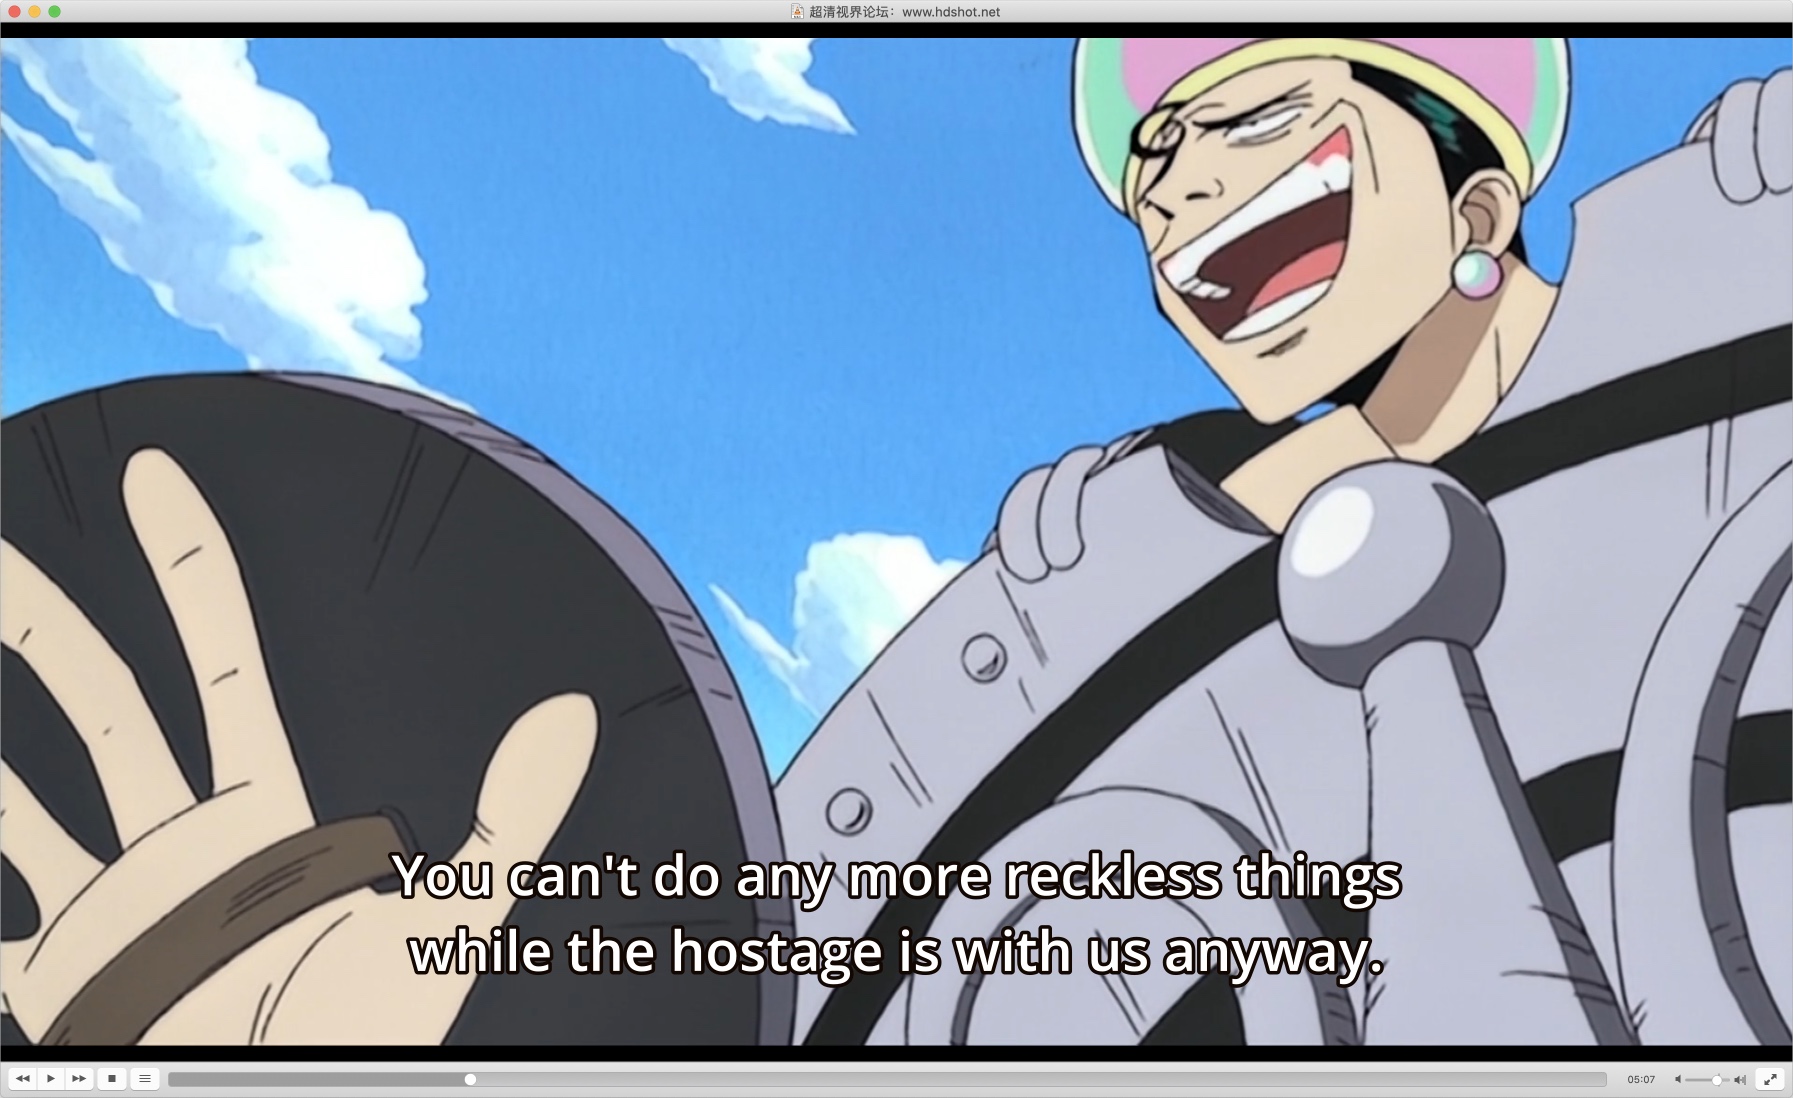 超清视界论坛：www.hdshot.net
You can't do any more reckless things
while the hostage is with us anyway.
05:07